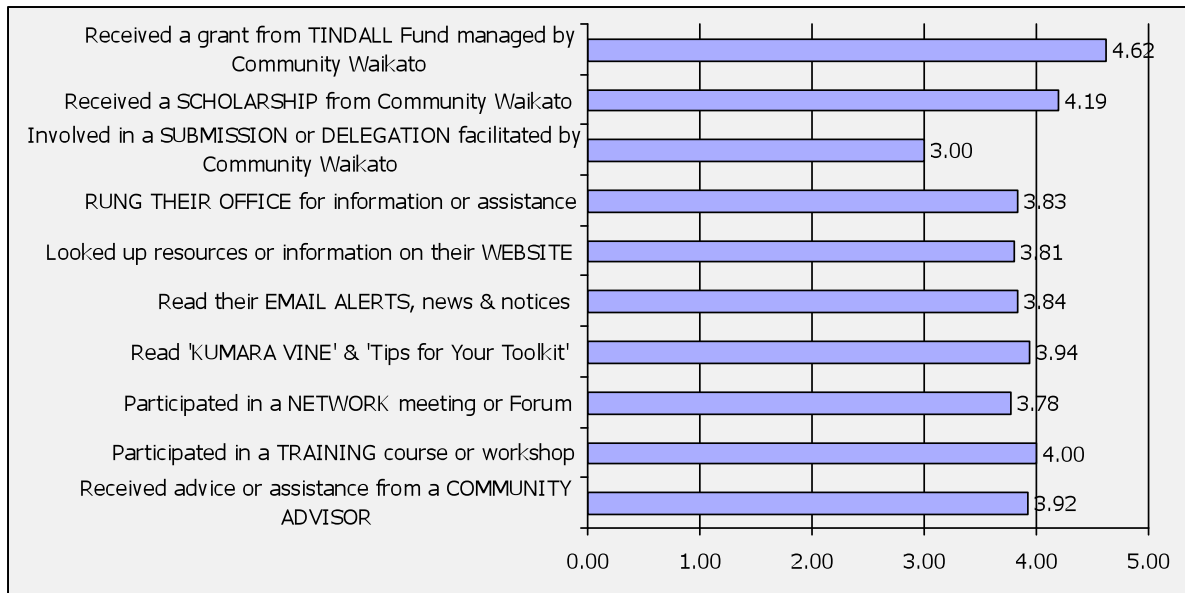 Received a grant from TINDALL Fund managed by
Community Waikato
4.62
Received a SCHOLARSHIP from Community Waikato
4.19
Involved in a SUBMISSION or DELEGATION facilitated by
Community Waikato
3.00
RUNG THEIR OFFICE for information or assistance
3.83
Looked up resources or information on their WEBSITE
3.81
Read their EMAIL ALERTS, news & notices
3.84
Read 'KUMARA VINE' & 'Tips for Your Toolkit'
3.94
Participated in a NETWORK meeting or Forum
3.78
Participated in a TRAINING course or workshop
4.00
Received advice or assistance from a COMMUNITY
ADVISOR
3.92
0.00 1.00 2.00 3.00 4.00 5.00